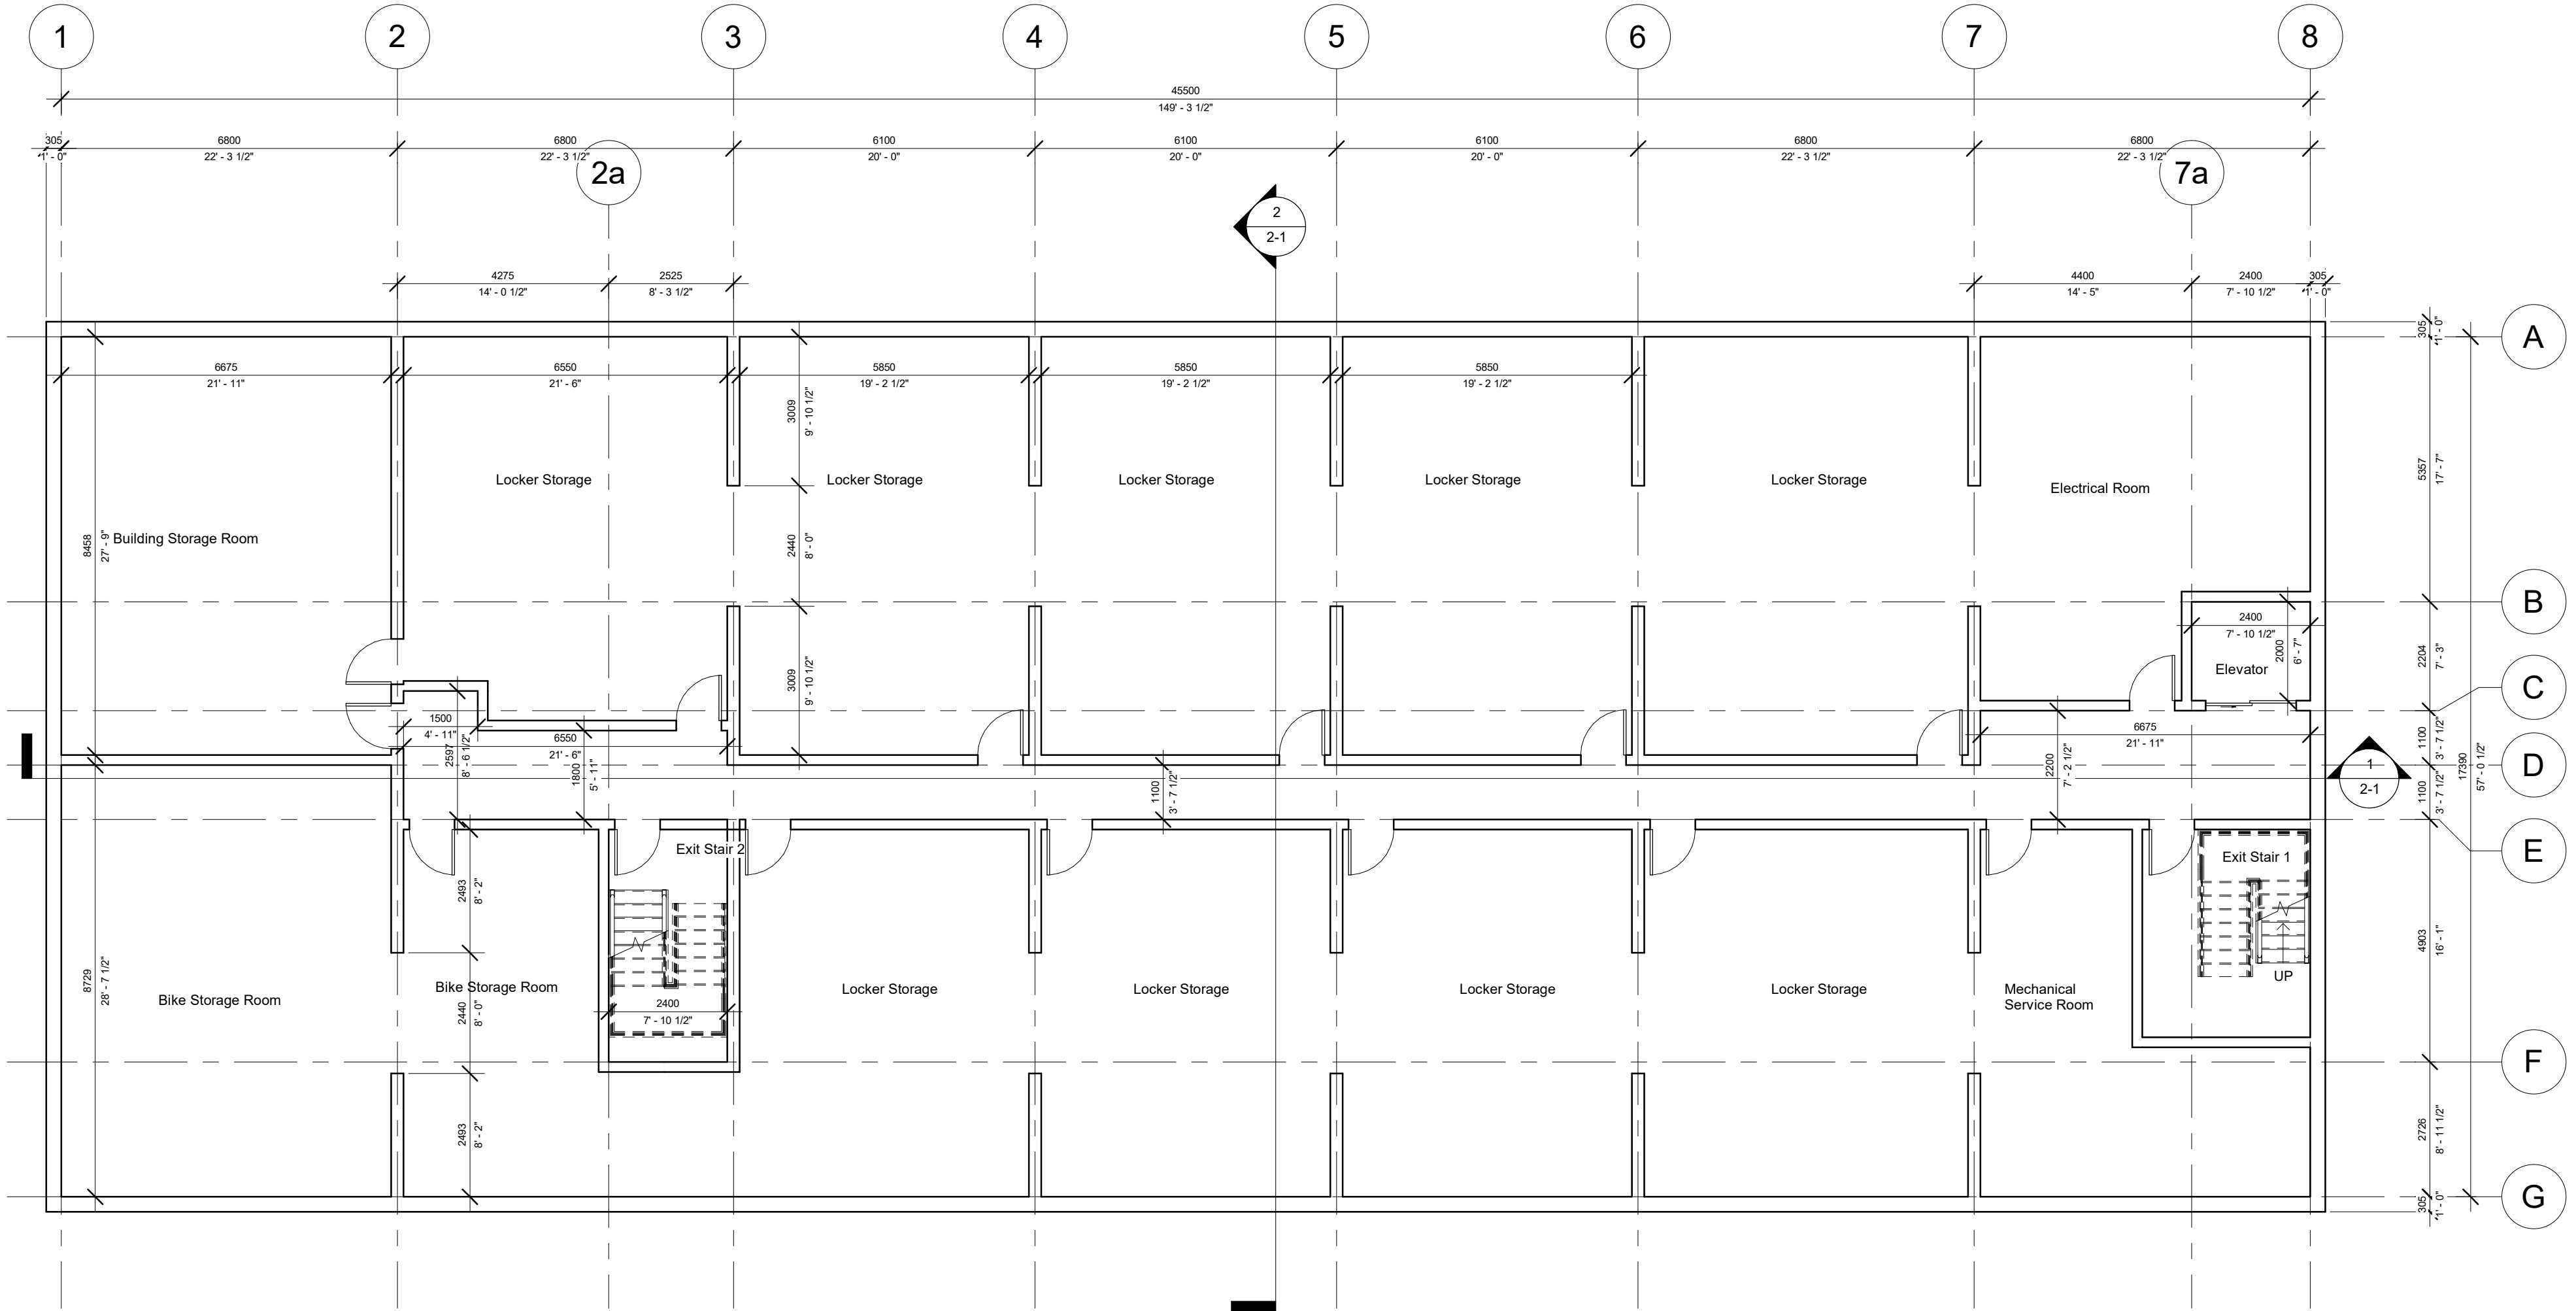 1
2
3
4
5
6
7
8
45500
149' - 3 1/2"
305
1' - 0"
6800
22' - 3 1/2"
6800
22' - 3 1/2"
6100
20' - 0"
6100
20' - 0"
6100
20' - 0"
6800
22' - 3 1/2"
6800
22' - 3 1/2"
2a
7a
2
2-1
4275
14' - 0 1/2"
2525
8' - 3 1/2"
4400
14' - 5"
2400
7' - 10 1/2"
305
1' - 0"
A
305
1' - 0"
6675
21' - 11"
6550
21' - 6"
5850
19' - 2 1/2"
5850
19' - 2 1/2"
5850
19' - 2 1/2"
3009
9' - 10 1/2"
Locker Storage
Locker Storage
Locker Storage
Locker Storage
Locker Storage
Electrical Room
5357
17' - 7"
Building Storage Room
8458
27' - 9"
2440
8' - 0"
B
2400
7' - 10 1/2"
2000
6' - 7"
Elevator
2204
7' - 3"
3009
9' - 10 1/2"
C
1500
4' - 11"
2597
8' - 6 1/2"
6550
21' - 6"
1800
5' - 11"
1100
3' - 7 1/2"
2200
7' - 2 1/2"
6675
21' - 11"
1100
3' - 7 1/2"
D
1
2-1
17390
57' - 0 1/2"
1100
3' - 7 1/2"
E
Exit Stair 2
Exit Stair 1
2493
8' - 2"
4903
16' - 1"
8729
28' - 7 1/2"
Bike Storage Room
Bike Storage Room
2440
8' - 0"
2400
7' - 10 1/2"
Locker Storage
Locker Storage
Locker Storage
Locker Storage
Mechanical
Service Room
UP
F
2493
8' - 2"
2726
8' - 11 1/2"
G
305
1' - 0"